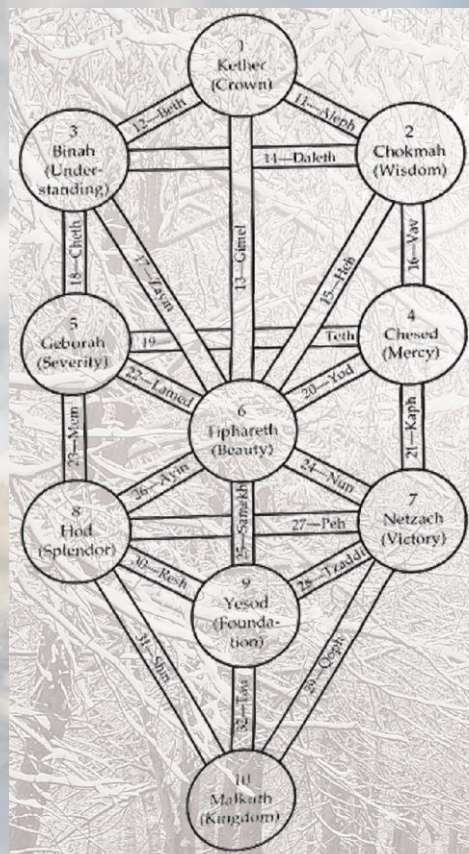 1
Kether
(Crown)
12—Beth
11—Aleph
3
Binah
(Under-
standing)
2
Chokmah
(Wisdom)
14—Daleth
13—Gimel
18—Cheth
17—Zayin
15—Heh
16—Vav
5
Geborah
(Severity)
19—
Teth
4
Chesed
(Mercy)
22—Lamed
20—Yod
6
Tiphareth
(Beauty)
23—Mem
21—Kaph
26—Ayin
24—Nun
25—Samekh
8
Hod
(Splendor)
27—Peh
7
Netzach
(Victory)
30—Resh
28—Tzaddi
9
Yesod
(Founda-
tion)
31—Shin
32—Tau
29—Qoph
10
Malkuth
(Kingdom)